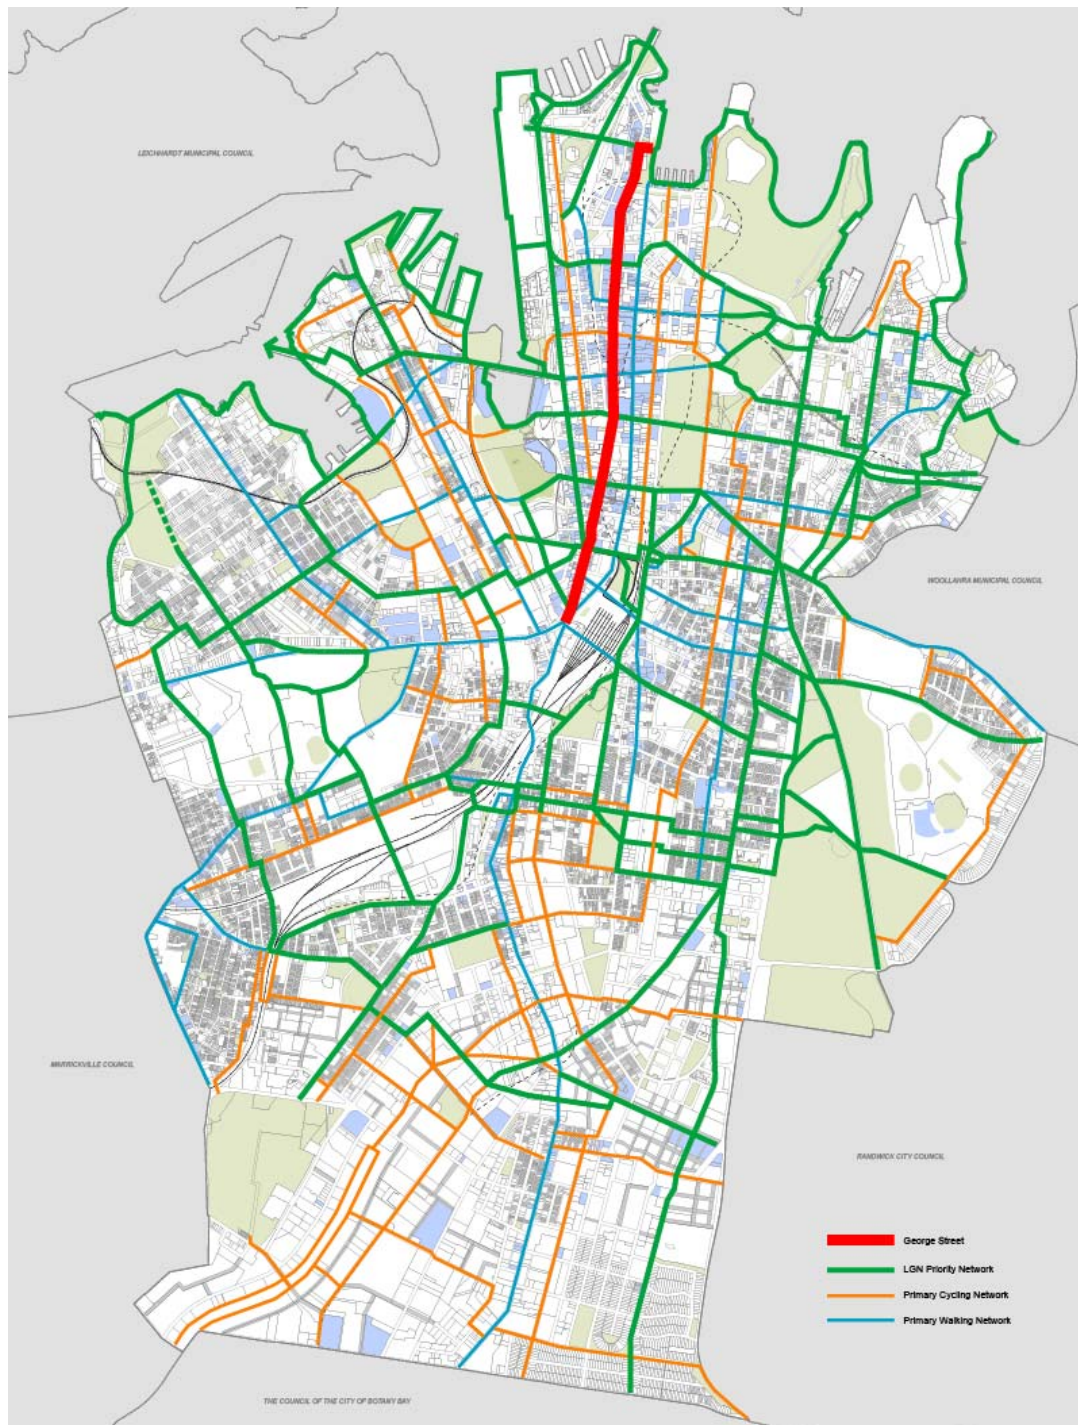 LEICHHARDT MUNICIPAL COUNCIL
WOOLLAHRA MUNICIPAL COUNCIL
MARRICKVILLE COUNCIL
RANDWICK CITY COUNCIL
George Street
LGN Priority Network
Primary Cycling Network
Primary Walking Network
THE COUNCIL OF THE CITY OF BOTANY BAY